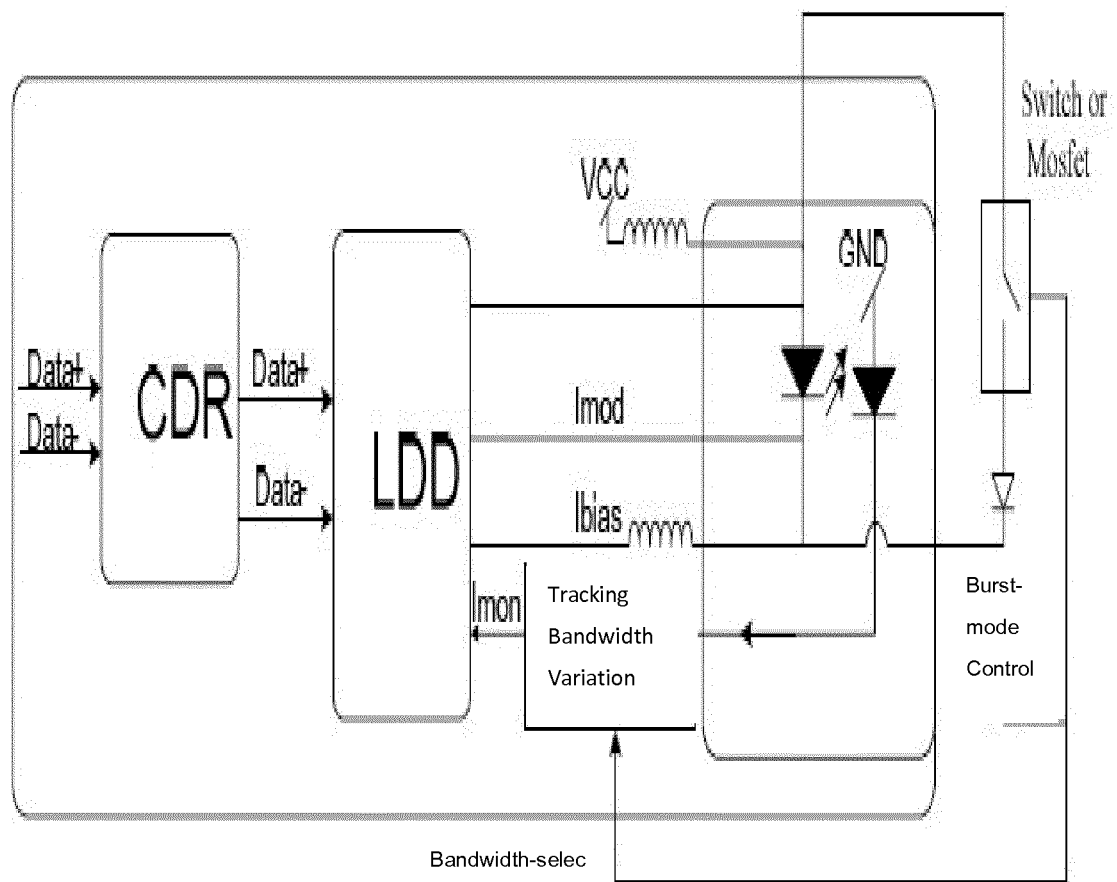 Switch or
Mosfet
VCC
GND
Data+
Data-
CDR
Data+
Data-
LDD
Imod
Ibias
Imon
Tracking
Bandwidth
Variation
Burst-
mode
Control
Bandwidth-selec